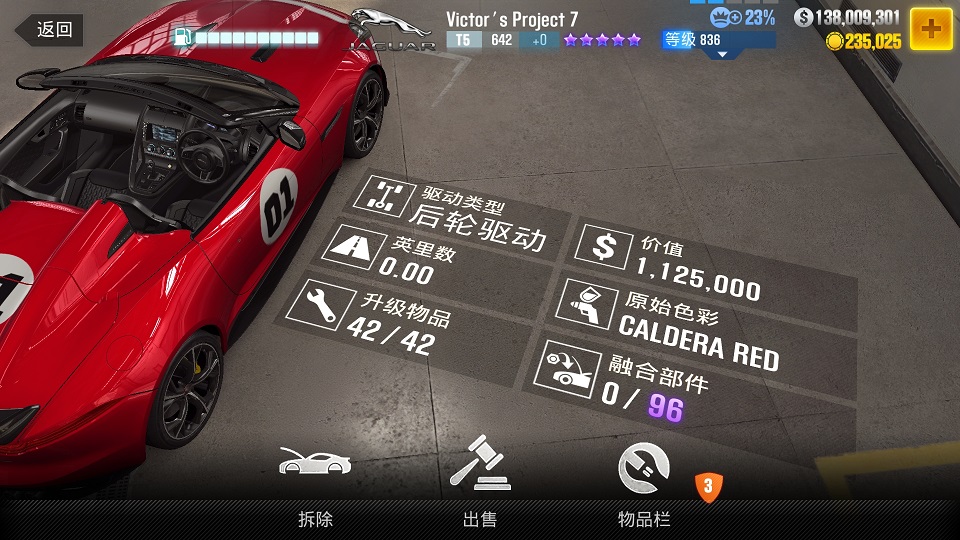 返回
JAGUAR
Victor's Project 7
T5 642 +0
等级 836
23%
138,009,301
235,025
01
驱动类型
后轮驱动
英里数
0.00
升级物品
42/42
价值
1,125,000
原始色彩
CALDERA RED
融合部件
0/96
拆除
出售
物品栏
3